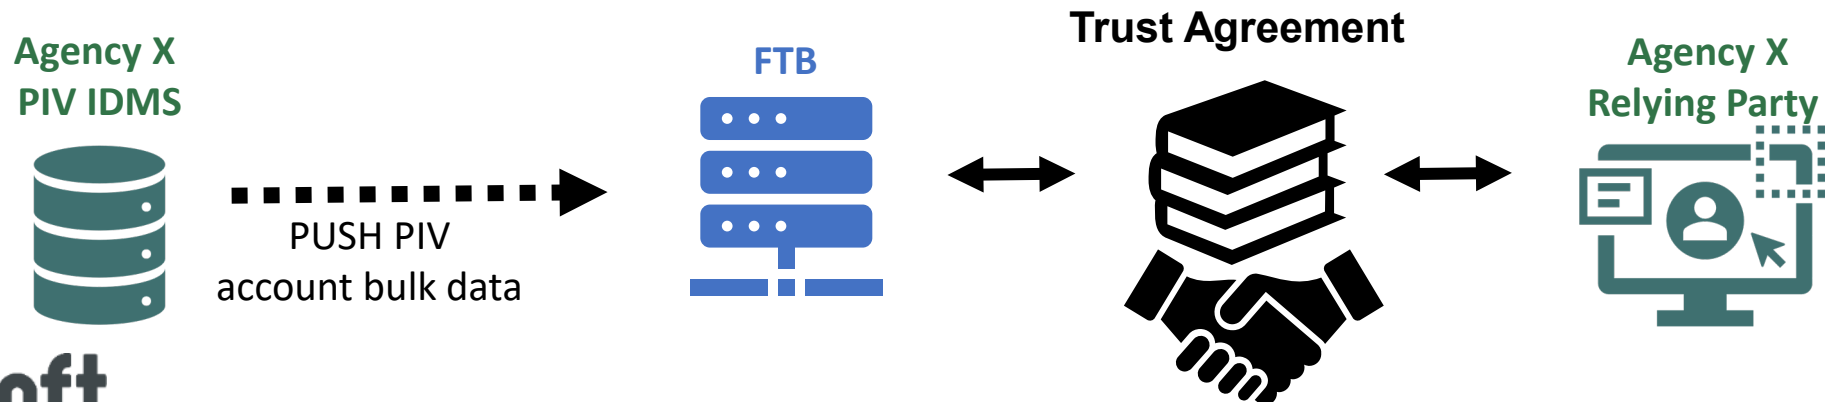 Trust Agreement
Agency X
PIV IDMS
FTB
Agency X
Relying Party
PUSH PIV
account bulk data